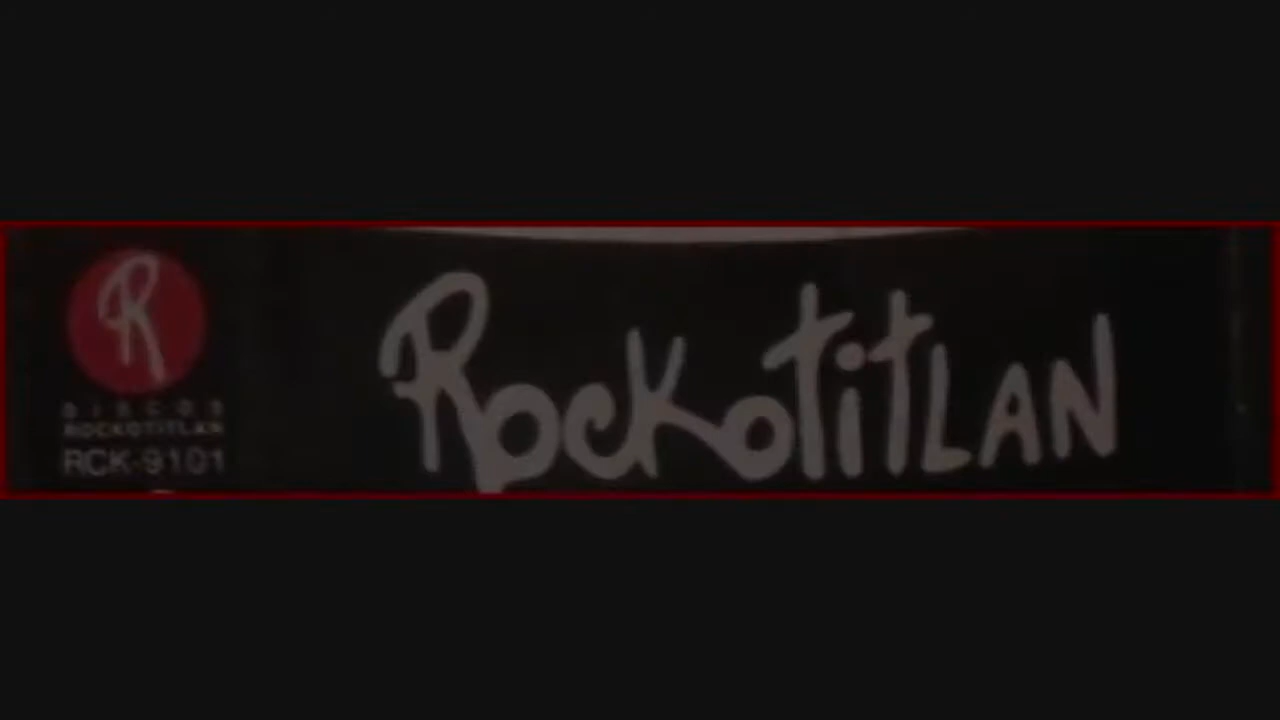 R
DISCOS
ROCKOTITLAN
RCK-9101
Rockotitlan